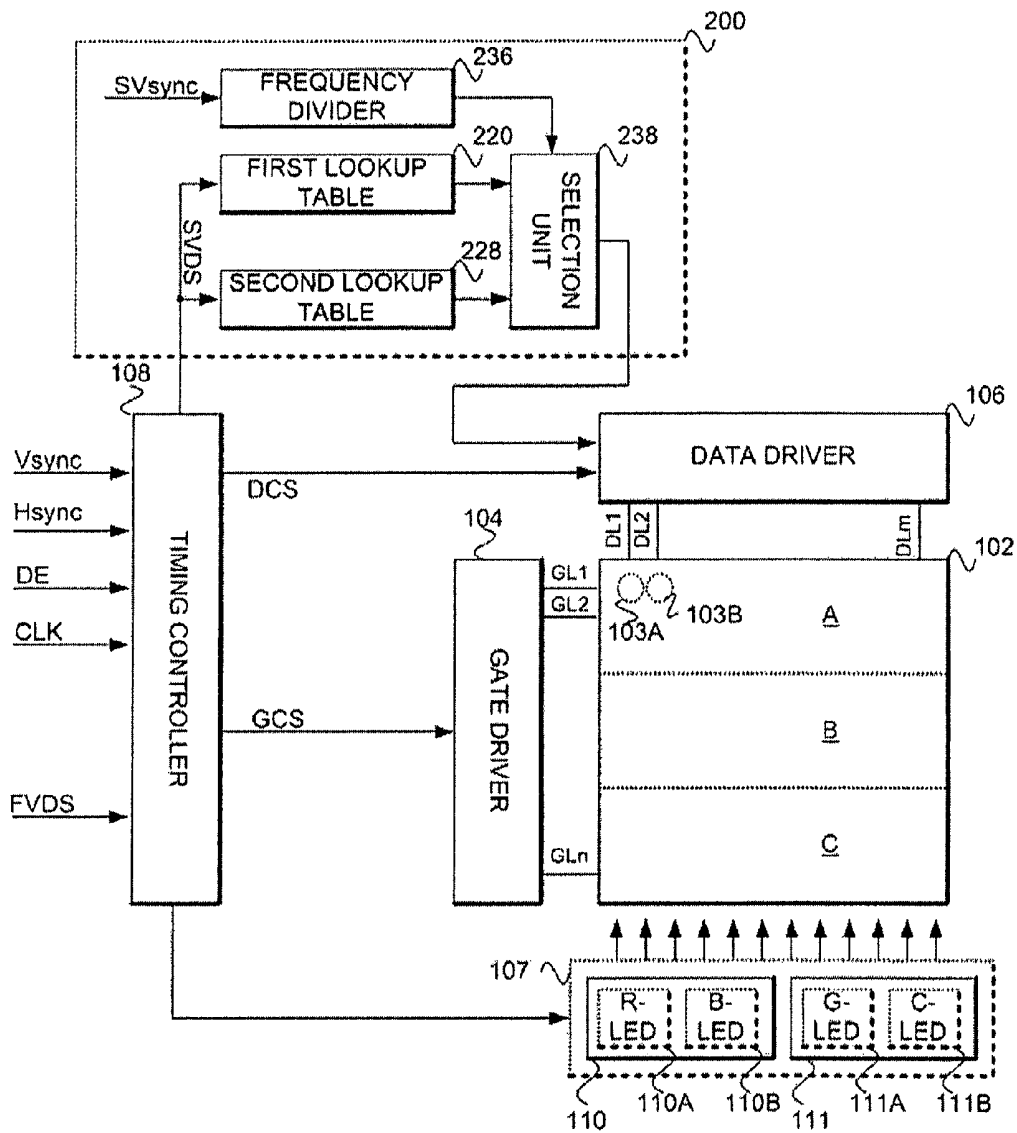 200
SVsync
236
FREQUENCY
DIVIDER
220
238
FIRST LOOKUP
TABLE
SVDS
SELECTION
UNIT
228
SECOND LOOKUP
TABLE
108
106
Vsync
DATA DRIVER
DCS
Hsync
104
DL1
DL2
DLm
102
TIMING CONTROLLER
DE
GL1
GL2
103A
103B
A
CLK
GATE DRIVER
GCS
B
FVDS
C
GLn
107
R-
LED
B-
LED
G-
LED
C-
LED
110
110A
110B
111
111A
111B